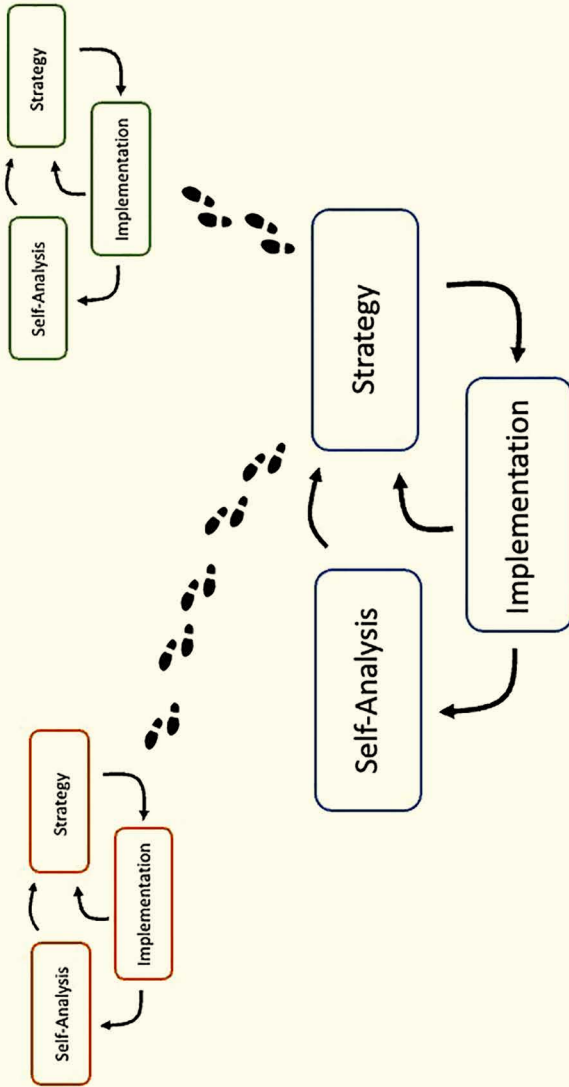 Self-Analysis
Strategy
Implementation
Self-Analysis
Strategy
Implementation
Self-Analysis
Strategy
Implementation